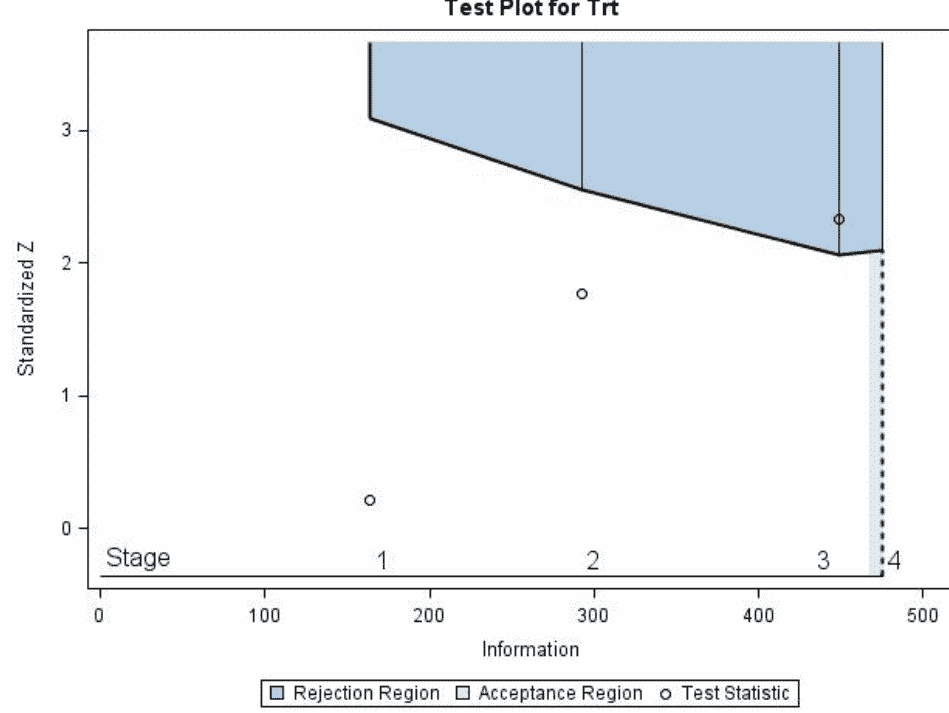 Test Plot for Trt
3
2
1
0
Standardized Z
Stage 1 2 3 4
0 100 200 300 400 500
Information
Rejection Region Acceptance Region Test Statistic